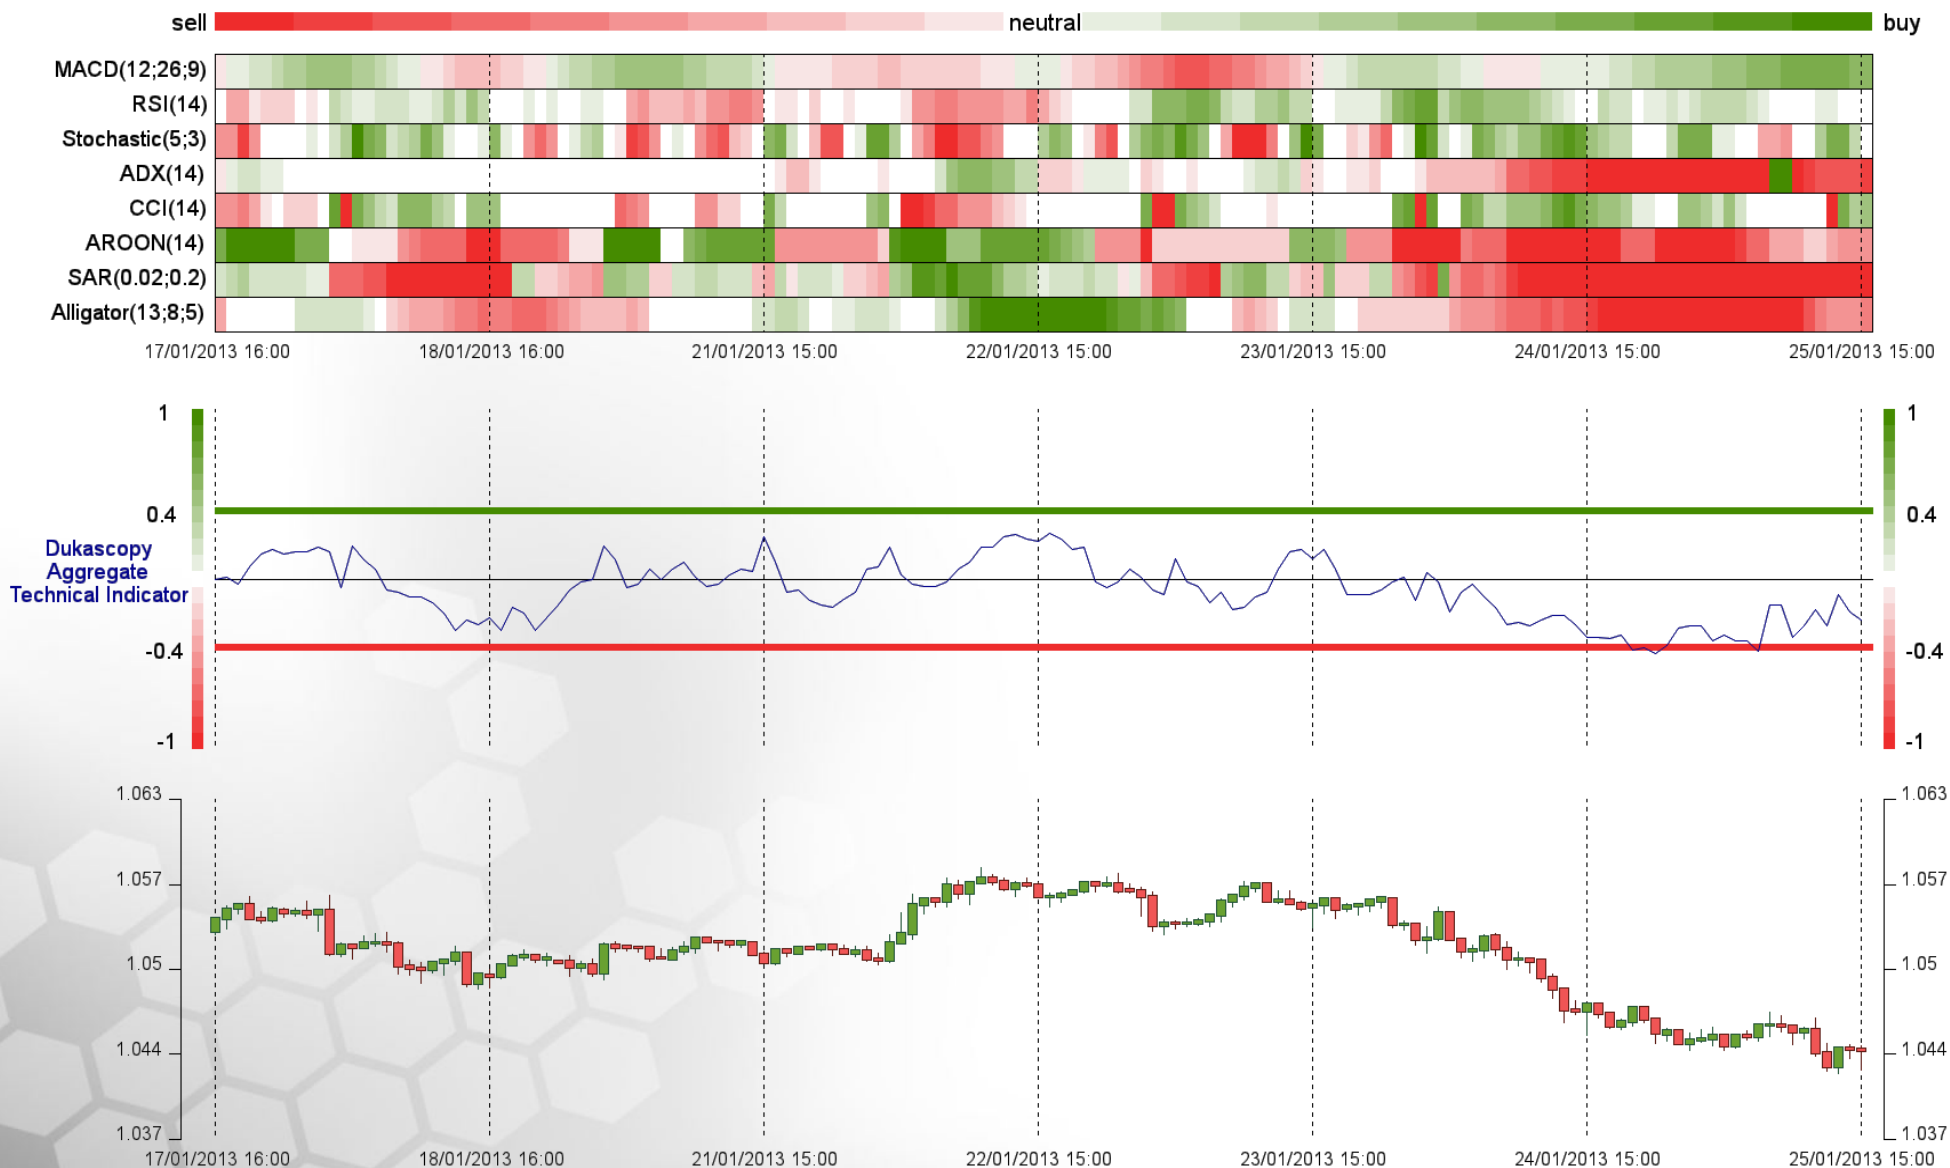 sell neutral buy
MACD(12;26;9)
RSI(14)
Stochastic(5;3)
ADX(14)
CCI(14)
AROON(14)
SAR(0.02;0.2)
Alligator(13;8;5)
17/01/2013 16:00 18/01/2013 16:00 21/01/2013 15:00 22/01/2013 15:00 23/01/2013 15:00 24/01/2013 15:00 25/01/2013 15:00
1 1
0.4 0.4
Dukascopy
Aggregate
Technical Indicator
-0.4 -0.4
-1 -1
1.063 1.063
1.057 1.057
1.05 1.05
1.044 1.044
1.037 1.037
17/01/2013 16:00 18/01/2013 16:00 21/01/2013 15:00 22/01/2013 15:00 23/01/2013 15:00 24/01/2013 15:00 25/01/2013 15:00